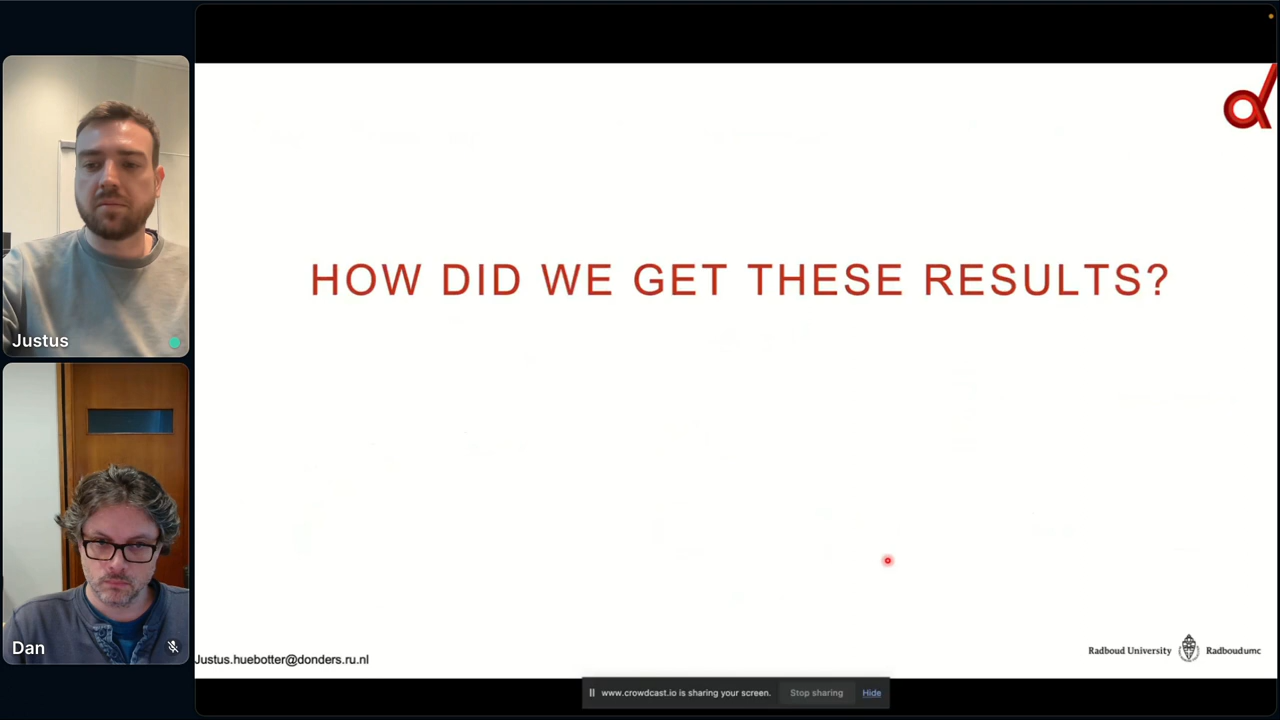 HOW DID WE GET THESE RESULTS?
Justus
Dan
Justus.huebotter@donders.ru.nl
Radboud University Radboudumc
www.crowdcast.io is sharing your screen. Stop sharing Hide